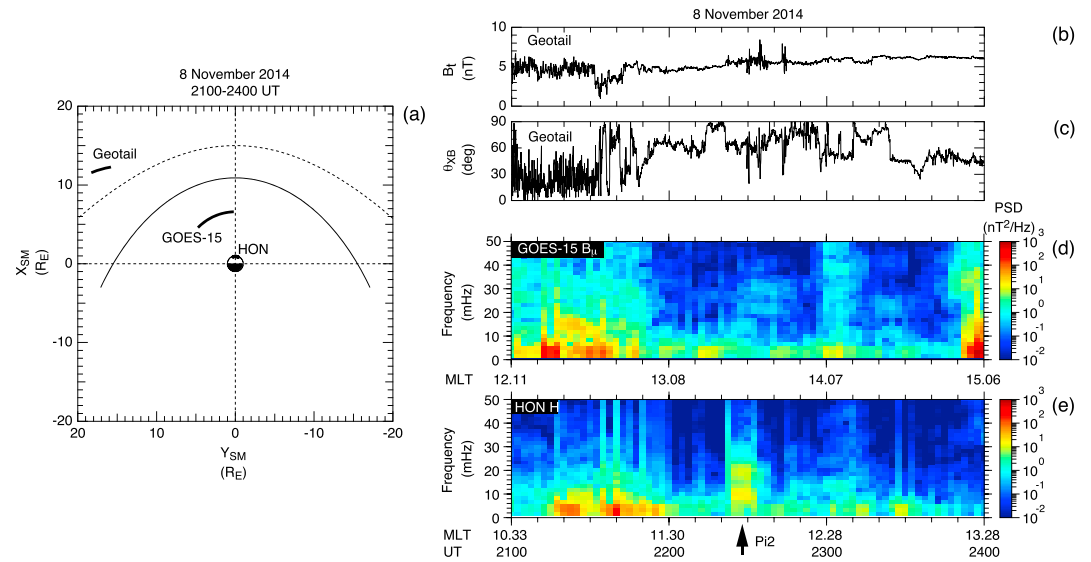 8 November 2014
2100-2400 UT
(a)
20
10
0
-10
-20
20
10
0
-10
-20
X_SM
(R_E)
Y_SM
(R_E)
Geotail
GOES-15
HON
8 November 2014
(b)
Geotail
B_t
(nT)
10
5
0
(c)
Geotail
θ_XB
(deg)
90
60
30
0
PSD
(nT²/Hz)
(d)
GOES-15 B_μ
Frequency
(mHz)
50
40
30
20
10
0
10³
10²
10¹
10⁰
10⁻¹
10⁻²
MLT 12.11 13.08 14.07 15.06
(e)
HON H
Frequency
(mHz)
50
40
30
20
10
0
10³
10²
10¹
10⁰
10⁻¹
10⁻²
MLT 10.33 11.30 12.28 13.28
UT 2100 2200 2300 2400
Pi2